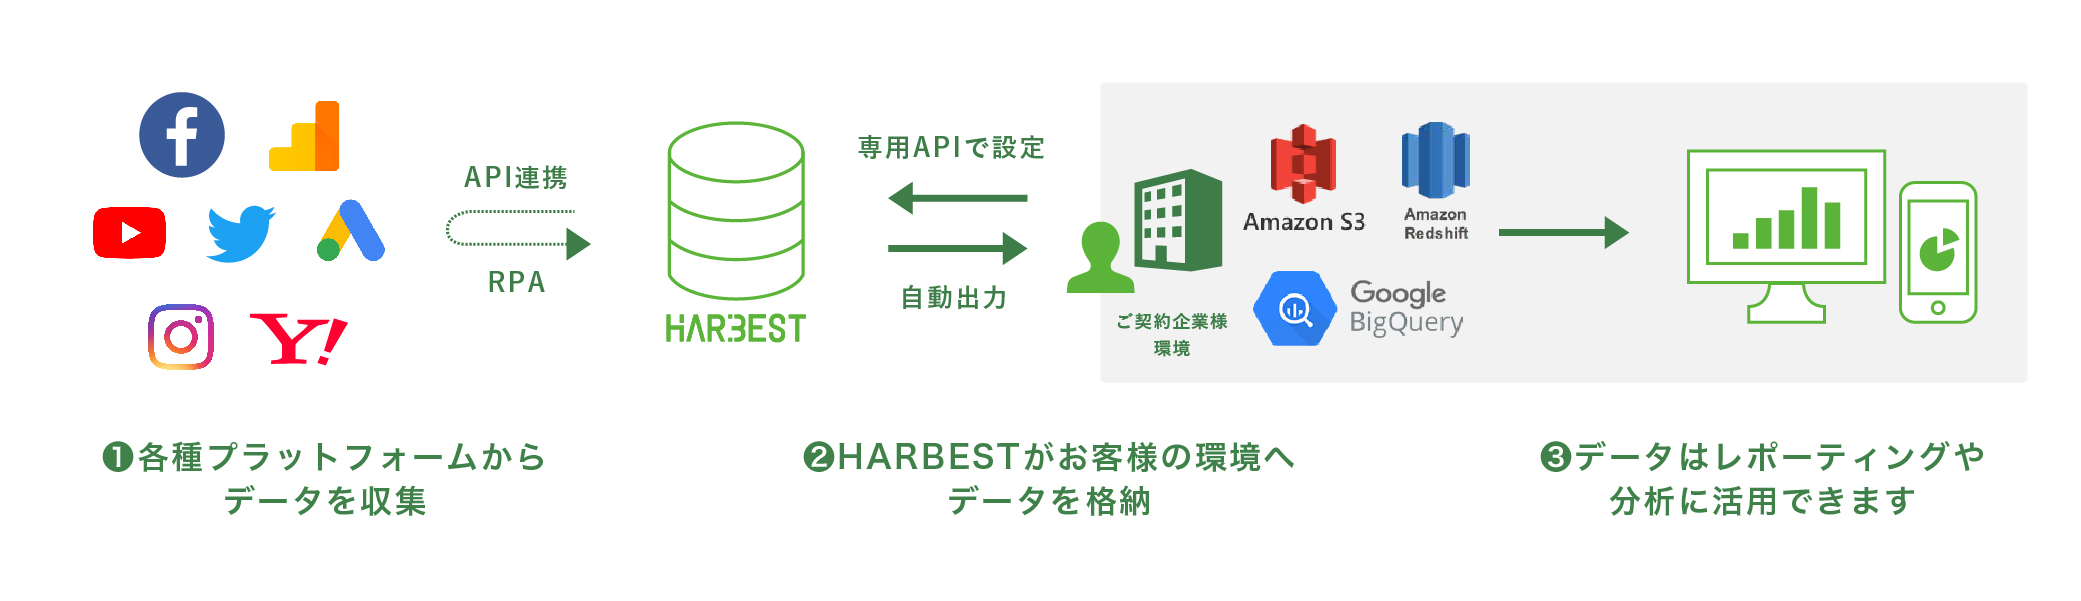 API連携
RPA
HARBEST
専用APIで設定
自動出力
ご契約企業様
環境
Amazon S3
Amazon
Redshift
Google
BigQuery
Y!
❶各種プラットフォームから
データを収集
❷HARBESTがお客様の環境へ
データを格納
❸データはレポーティングや
分析に活用できます